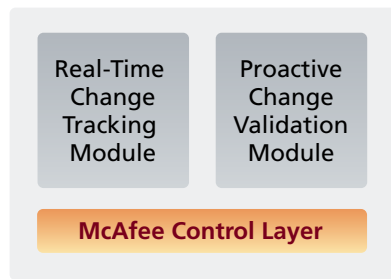 Real-Time
Change
Tracking
Module
Proactive
Change
Validation
Module
McAfee Control Layer